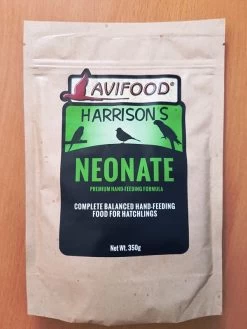 AVIFOOD®
HARRISON'S
NEONATE
PREMIUM HAND-FEEDING FORMULA
COMPLETE BALANCED HAND-FEEDING
FOOD FOR HATCHLINGS
Net Wt. 350g